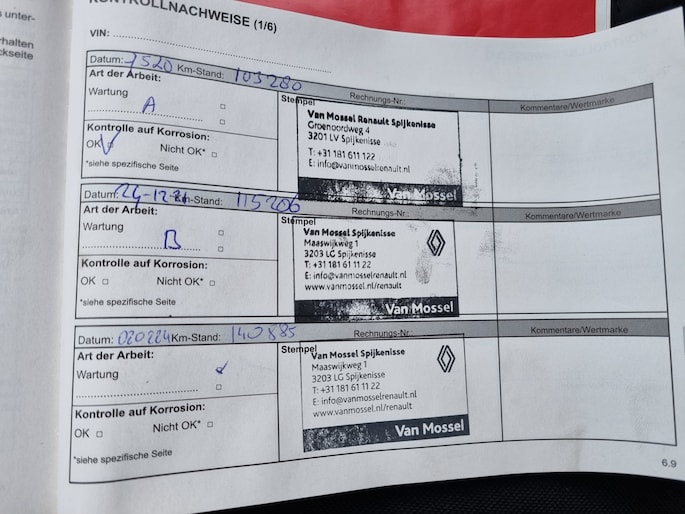 KONTROLLNACHWEISE (1/6)
VIN:
Datum: Km-Stand: 105280
Art der Arbeit:
Wartung
A
Kontrolle auf Korrosion:
OK Nicht OK*
*siehe spezifische Seite
Stempel
Rechnungs-Nr.:
Van Mossel Renault Spijkenisse
Groenoordweg 4
3201 LV Spijkenisse
T: +31 181 611 122
E: info@vanmosselrenault.nl
Van Mossel
Kommentare/Wertmarke
Datum: Km-Stand: 115206
Art der Arbeit:
Wartung
B
Kontrolle auf Korrosion:
OK Nicht OK*
*siehe spezifische Seite
Stempel
Rechnungs-Nr.:
Van Mossel Spijkenisse
Maaswijkweg 1
3203 LG Spijkenisse
T: +31 181 61 11 22
E: info@vanmosselrenault.nl
www.vanmosselrenault.nl
Van Mossel
Kommentare/Wertmarke
Datum: 020224 Km-Stand: 140885
Art der Arbeit:
Wartung
Kontrolle auf Korrosion:
OK Nicht OK*
*siehe spezifische Seite
Stempel
Rechnungs-Nr.:
Van Mossel Spijkenisse
Maaswijkweg 1
3203 LG Spijkenisse
T: +31 181 61 11 22
E: info@vanmosselrenault.nl
www.vanmossel.nl/renault
Van Mossel
Kommentare/Wertmarke
6.9
unter-
rhalten
ckseite